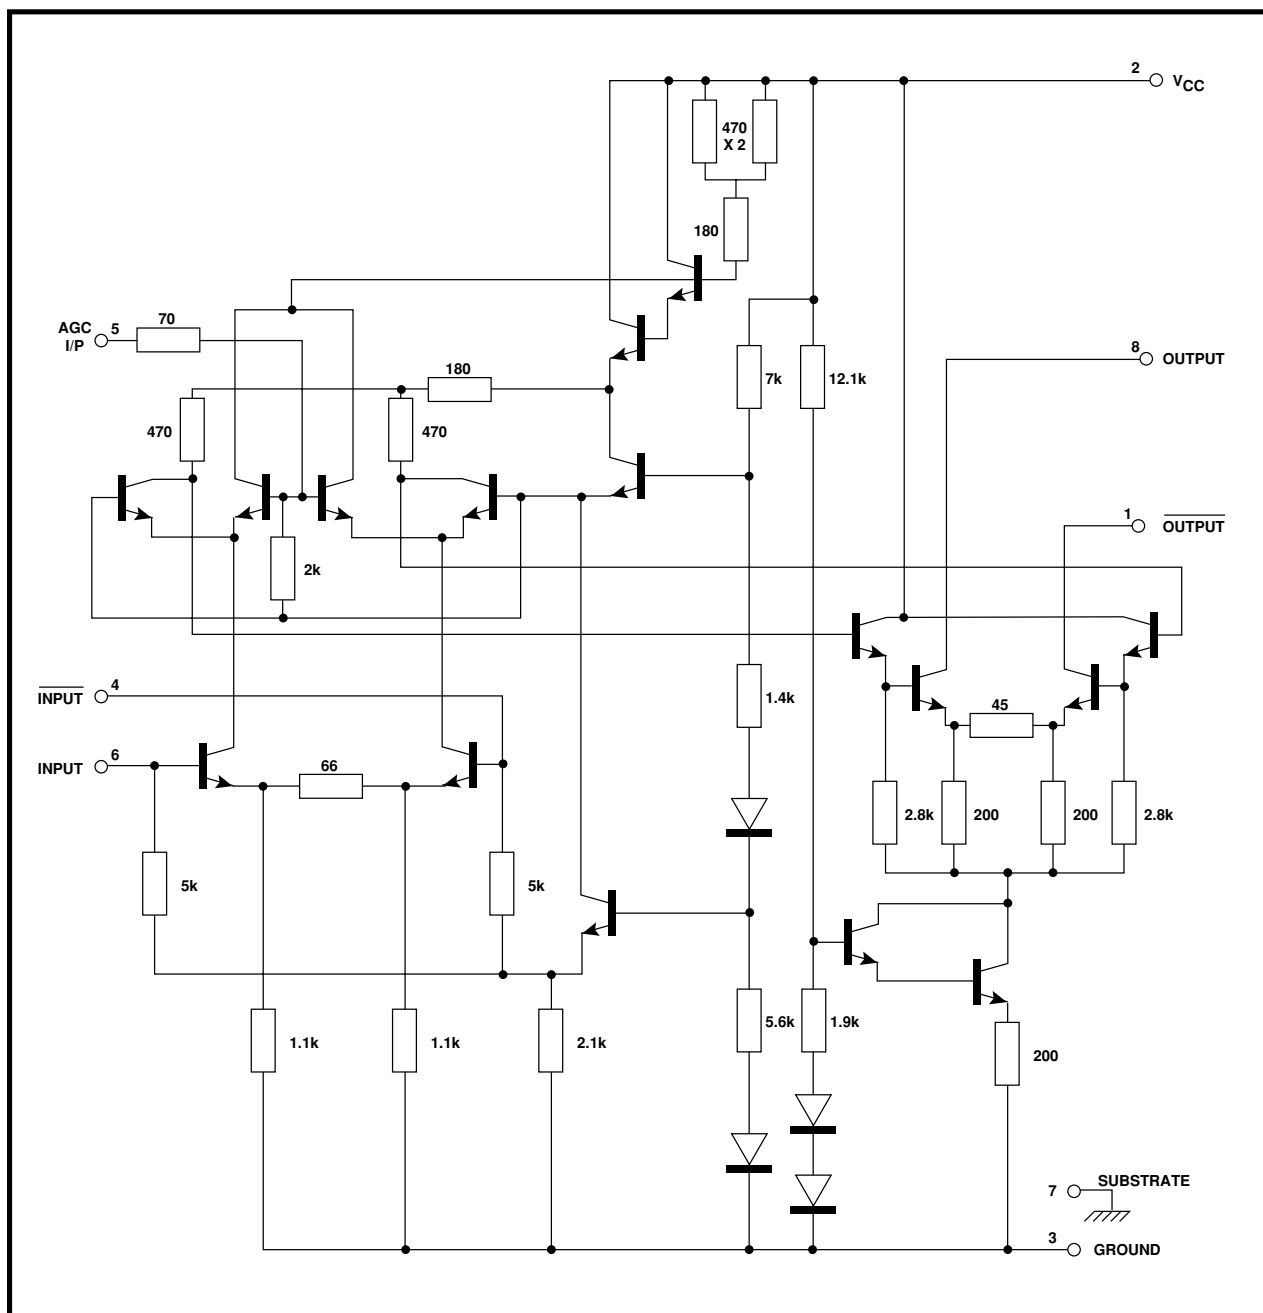 2
VCC
470
X 2
180
AGC
I/P
5
70
8
OUTPUT
180
7k
12.1k
470
470
1
OUTPUT
2k
INPUT
4
1.4k
45
INPUT
6
66
2.8k
200
200
2.8k
5k
5k
1.1k
1.1k
2.1k
5.6k
1.9k
200
7
SUBSTRATE
3
GROUND